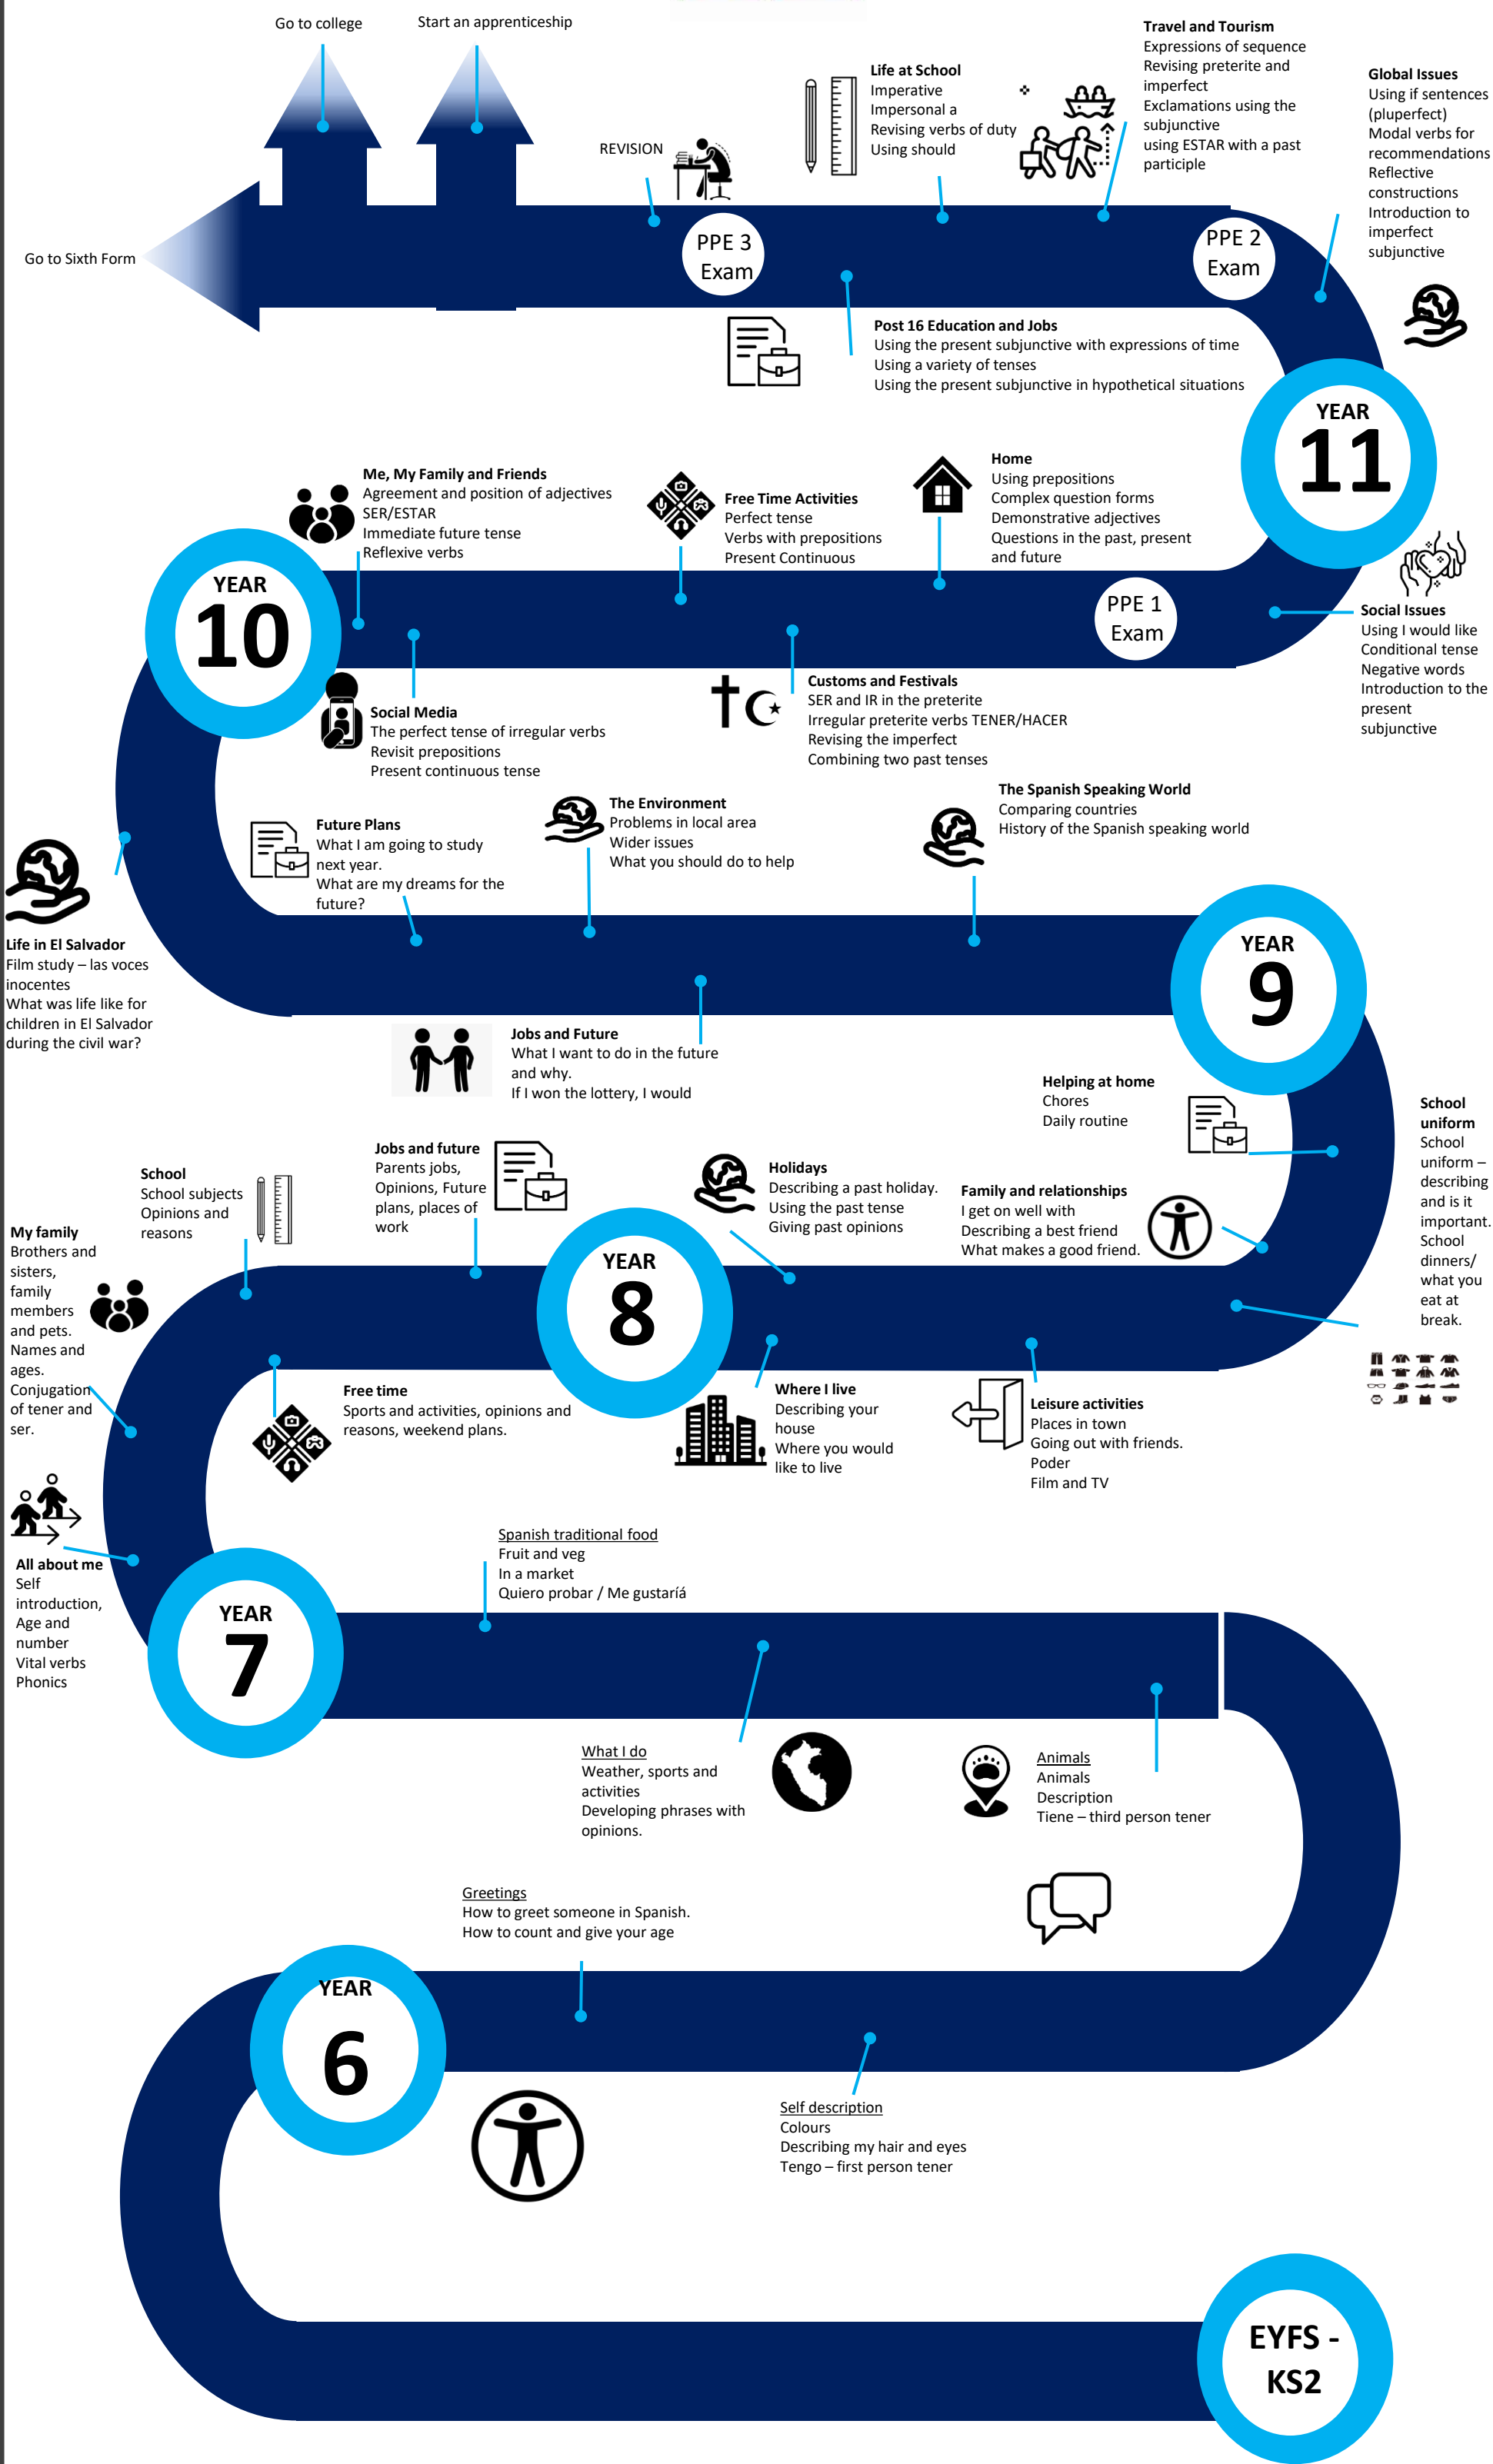 Go to college
Start an apprenticeship
Go to Sixth Form
REVISION
Life at School
Imperative
Impersonal a
Revising verbs of duty
Using should
Travel and Tourism
Expressions of sequence
Revising preterite and
imperfect
Exclamations using the
subjunctive
using ESTAR with a past
participle
Global Issues
Using if sentences
(pluperfect)
Modal verbs for
recommendations
Reflective
constructions
Introduction to
imperfect
subjunctive
PPE 3
Exam
PPE 2
Exam
Post 16 Education and Jobs
Using the present subjunctive with expressions of time
Using a variety of tenses
Using the present subjunctive in hypothetical situations
YEAR
11
Me, My Family and Friends
Agreement and position of adjectives
SER/ESTAR
Immediate future tense
Reflexive verbs
Free Time Activities
Perfect tense
Verbs with prepositions
Present Continuous
Home
Using prepositions
Complex question forms
Demonstrative adjectives
Questions in the past, present
and future
YEAR
10
PPE 1
Exam
Social Issues
Using I would like
Conditional tense
Negative words
Introduction to the
present
subjunctive
Social Media
The perfect tense of irregular verbs
Revisit prepositions
Present continuous tense
Customs and Festivals
SER and IR in the preterite
Irregular preterite verbs TENER/HACER
Revising the imperfect
Combining two past tenses
Future Plans
What I am going to study
next year.
What are my dreams for the
future?
The Environment
Problems in local area
Wider issues
What you should do to help
The Spanish Speaking World
Comparing countries
History of the Spanish speaking world
Life in El Salvador
Film study – las voces
inocentes
What was life like for
children in El Salvador
during the civil war?
YEAR
9
Jobs and Future
What I want to do in the future
and why.
If I won the lottery, I would
Helping at home
Chores
Daily routine
School
uniform
School
uniform –
describing
and is it
important.
School
dinners/
what you
eat at
break.
School
School subjects
Opinions and
reasons
Jobs and future
Parents jobs,
Opinions, Future
plans, places of
work
Holidays
Describing a past holiday.
Using the past tense
Giving past opinions
Family and relationships
I get on well with
Describing a best friend
What makes a good friend.
My family
Brothers and
sisters,
family
members
and pets.
Names and
ages.
Conjugation
of tener and
ser.
YEAR
8
Free time
Sports and activities, opinions and
reasons, weekend plans.
Where I live
Describing your
house
Where you would
like to live
Leisure activities
Places in town
Going out with friends.
Poder
Film and TV
All about me
Self
introduction,
Age and
number
Vital verbs
Phonics
Spanish traditional food
Fruit and veg
In a market
Quiero probar / Me gustaríá
YEAR
7
What I do
Weather, sports and
activities
Developing phrases with
opinions.
Animals
Animals
Description
Tiene – third person tener
Greetings
How to greet someone in Spanish.
How to count and give your age
YEAR
6
Self description
Colours
Describing my hair and eyes
Tengo – first person tener
EYFS -
KS2